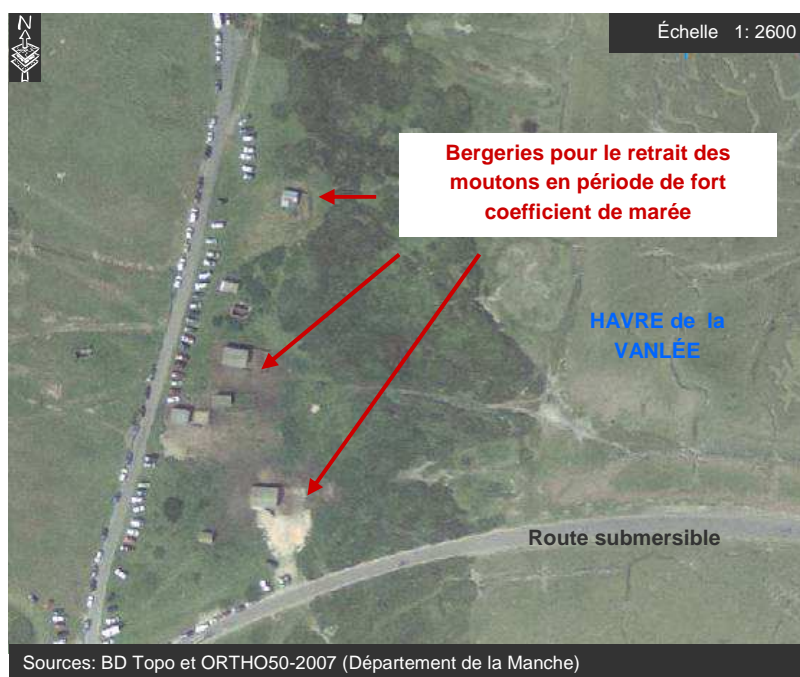 N
Échelle 1: 2600
Bergeries pour le retrait des
moutons en période de fort
coefficient de marée
HAVRE de la
VANLÉE
Route submersible
Sources: BD Topo et ORTHO50-2007 (Département de la Manche)